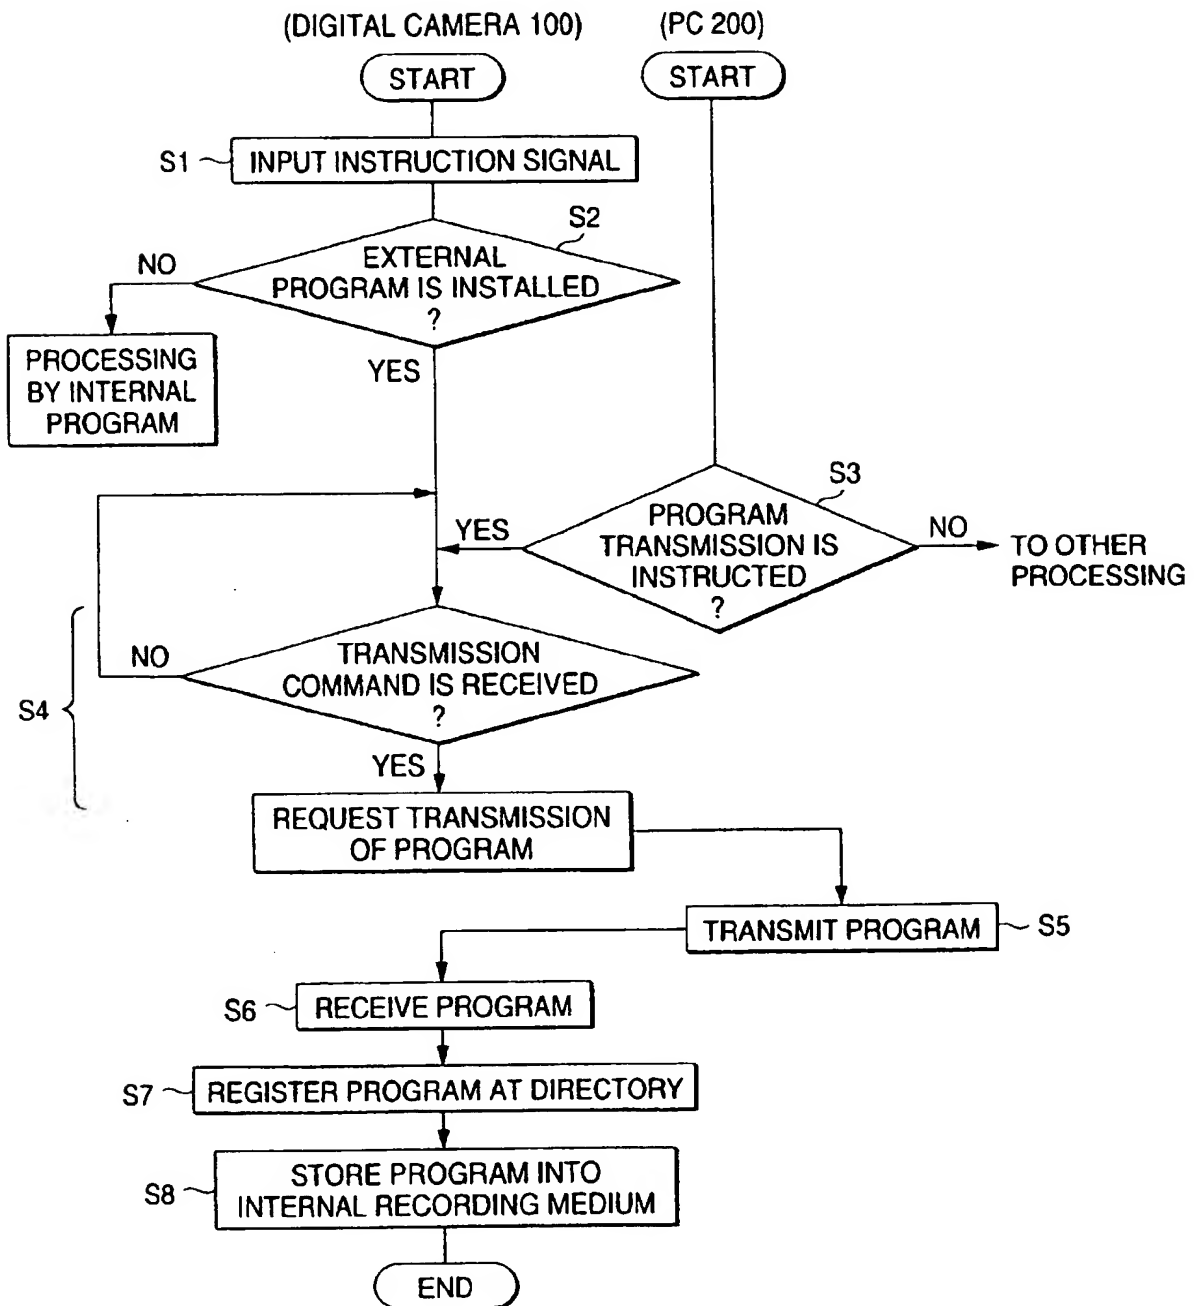 (DIGITAL CAMERA 100)
(PC 200)
START
START
S1
INPUT INSTRUCTION SIGNAL
S2
EXTERNAL
PROGRAM IS INSTALLED
?
NO
YES
PROCESSING
BY INTERNAL
PROGRAM
S3
PROGRAM
TRANSMISSION IS
INSTRUCTED
?
YES
NO
TO OTHER
PROCESSING
S4
TRANSMISSION
COMMAND IS RECEIVED
?
NO
YES
REQUEST TRANSMISSION
OF PROGRAM
TRANSMIT PROGRAM
S5
S6
RECEIVE PROGRAM
S7
REGISTER PROGRAM AT DIRECTORY
S8
STORE PROGRAM INTO
INTERNAL RECORDING MEDIUM
END